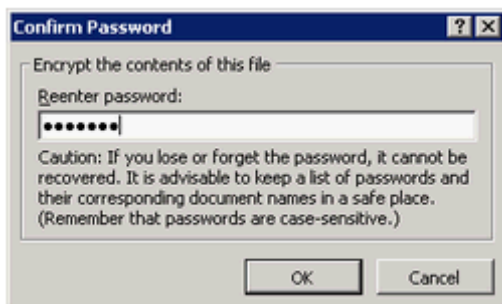 Confirm Password
Encrypt the contents of this file
Reenter password:
•••••••
Caution: If you lose or forget the password, it cannot be
recovered. It is advisable to keep a list of passwords and
their corresponding document names in a safe place.
(Remember that passwords are case-sensitive.)
OK Cancel